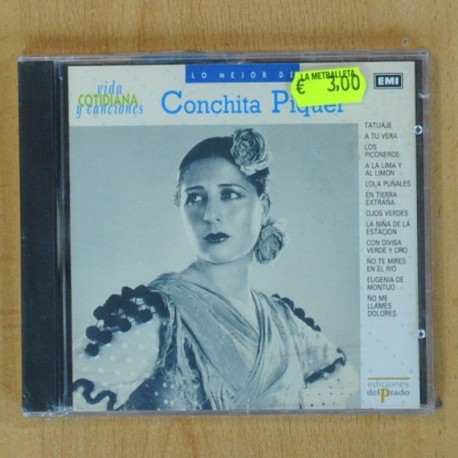 vida
COTIDIANA
y canciones
LO MEJOR DE
LA METRALLETA
€ 3,00
EMI
Conchita Piquer
TATUAJE
A TU VERA
LOS
PICONEROS
A LA LIMA Y
AL LIMON
LOLA PUÑALES
EN TIERRA
EXTRAÑA
OJOS VERDES
LA NIÑA DE LA
ESTACION
CON DIVISA
VERDE Y ORO
NO TE MIRES
EN EL RIO
EUGENIA DE
MONTIJO
NO ME
LLAMES
DOLORES
ediciones
del Prado